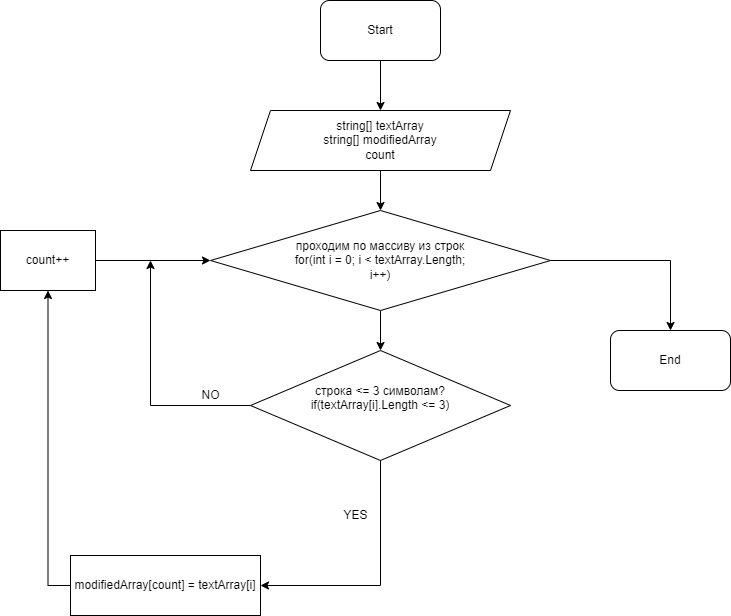 Start
string[] textArray
string[] modifiedArray
count
проходим по массиву из строк
for(int i = 0; i < textArray.Length;
i++)
count++
End
строка <= 3 символам?
if(textArray[i].Length <= 3)
NO
YES
modifiedArray[count] = textArray[i]